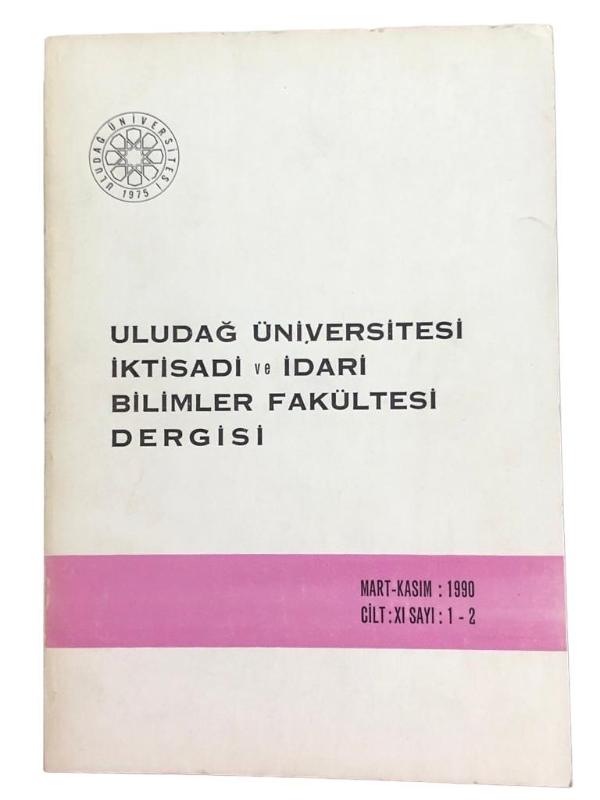 ULUDAĞ ÜNİVERSİTESİ
1975
ULUDAĞ ÜNİVERSİTESİ
İKTİSADİ ve İDARİ
BİLİMLER FAKÜLTESİ
DERGİSİ
MART-KASIM : 1990
CİLT : XI SAYI : 1 - 2